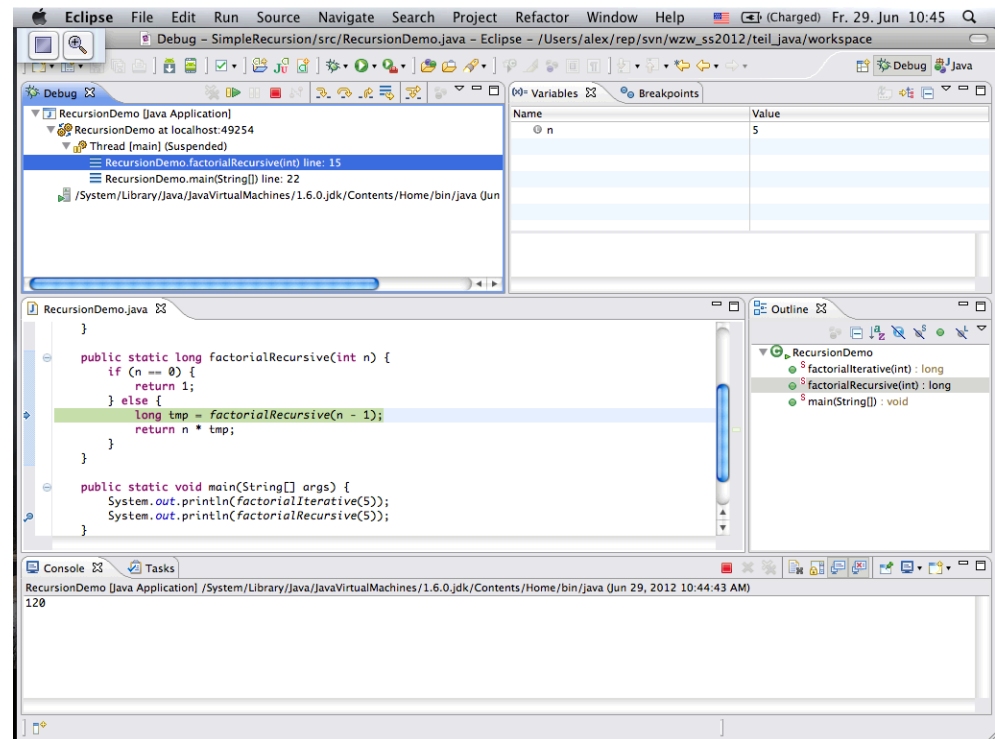 Eclipse File Edit Run Source Navigate Search Project Refactor Window Help (Charged) Fr. 29. Jun 10:45
Debug – SimpleRecursion/src/RecursionDemo.java – Eclipse – /Users/alex/rep/svn/wzw_ss2012/teil_java/workspace
Debug Java
Debug
RecursionDemo [Java Application]
RecursionDemo at localhost:49254
Thread [main] (Suspended)
RecursionDemo.factorialRecursive(int) line: 15
RecursionDemo.main(String[]) line: 22
/System/Library/Java/JavaVirtualMachines/1.6.0.jdk/Contents/Home/bin/java (Jun
(x)= Variables Breakpoints
Name Value
n 5
RecursionDemo.java
}
public static long factorialRecursive(int n) {
if (n == 0) {
return 1;
} else {
long tmp = factorialRecursive(n - 1);
return n * tmp;
}
}
public static void main(String[] args) {
System.out.println(factorialIterative(5));
System.out.println(factorialRecursive(5));
}
Outline
RecursionDemo
S factorialIterative(int) : long
S factorialRecursive(int) : long
S main(String[]) : void
Console Tasks
RecursionDemo [Java Application] /System/Library/Java/JavaVirtualMachines/1.6.0.jdk/Contents/Home/bin/java (Jun 29, 2012 10:44:43 AM)
120